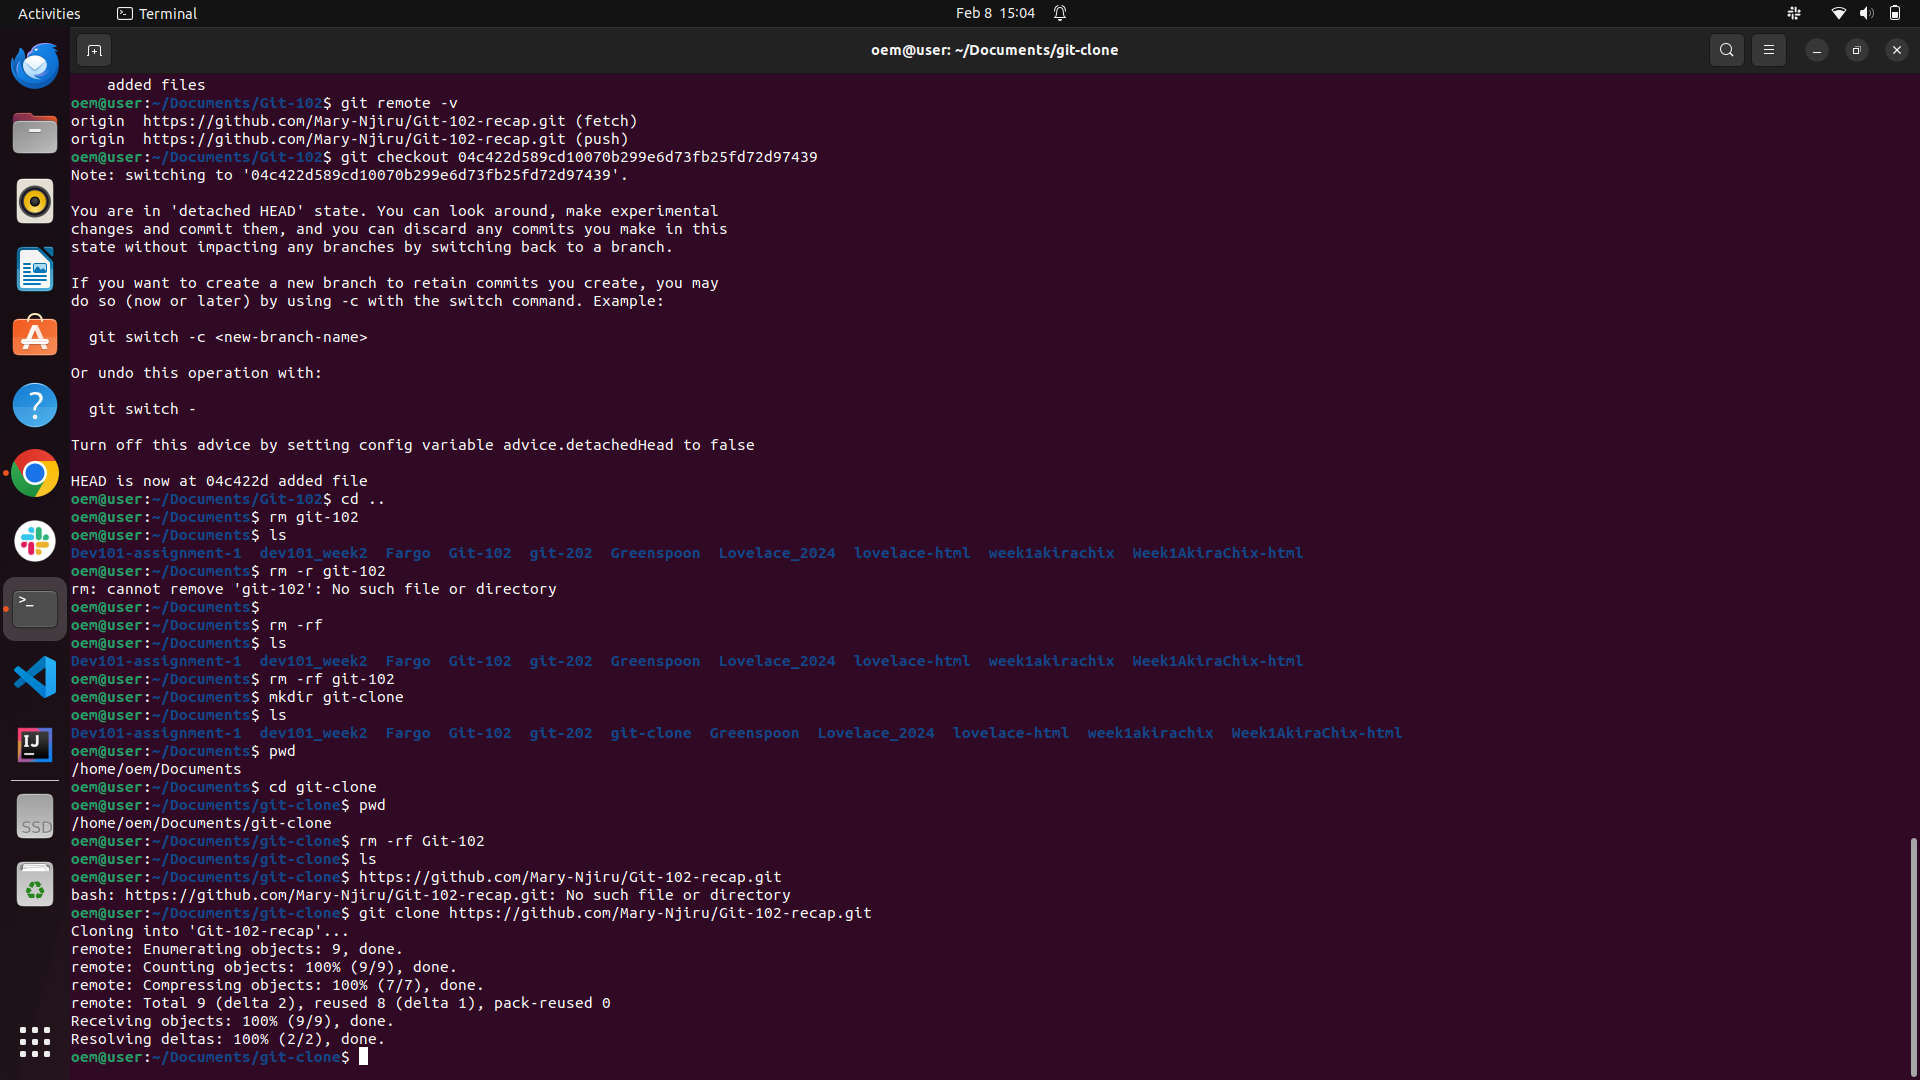 Activities
Terminal
Feb 8 15:04
oem@user: ~/Documents/git-clone
    added files
oem@user:~/Documents/Git-102$ git remote -v
origin  https://github.com/Mary-Njiru/Git-102-recap.git (fetch)
origin  https://github.com/Mary-Njiru/Git-102-recap.git (push)
oem@user:~/Documents/Git-102$ git checkout 04c422d589cd10070b299e6d73fb25fd72d97439
Note: switching to '04c422d589cd10070b299e6d73fb25fd72d97439'.
You are in 'detached HEAD' state. You can look around, make experimental
changes and commit them, and you can discard any commits you make in this
state without impacting any branches by switching back to a branch.
If you want to create a new branch to retain commits you create, you may
do so (now or later) by using -c with the switch command. Example:
  git switch -c <new-branch-name>
Or undo this operation with:
  git switch -
Turn off this advice by setting config variable advice.detachedHead to false
HEAD is now at 04c422d added file
oem@user:~/Documents/Git-102$ cd ..
oem@user:~/Documents$ rm git-102
oem@user:~/Documents$ ls
Dev101-assignment-1  dev101_week2  Fargo  Git-102  git-202  Greenspoon  Lovelace_2024  lovelace-html  week1akirachix  Week1AkiraChix-html
oem@user:~/Documents$ rm -r git-102
rm: cannot remove 'git-102': No such file or directory
oem@user:~/Documents$
oem@user:~/Documents$ rm -rf
oem@user:~/Documents$ ls
Dev101-assignment-1  dev101_week2  Fargo  Git-102  git-202  Greenspoon  Lovelace_2024  lovelace-html  week1akirachix  Week1AkiraChix-html
oem@user:~/Documents$ rm -rf git-102
oem@user:~/Documents$ mkdir git-clone
oem@user:~/Documents$ ls
Dev101-assignment-1  dev101_week2  Fargo  Git-102  git-202  git-clone  Greenspoon  Lovelace_2024  lovelace-html  week1akirachix  Week1AkiraChix-html
oem@user:~/Documents$ pwd
/home/oem/Documents
oem@user:~/Documents$ cd git-clone
oem@user:~/Documents/git-clone$ pwd
/home/oem/Documents/git-clone
oem@user:~/Documents/git-clone$ rm -rf Git-102
oem@user:~/Documents/git-clone$ ls
oem@user:~/Documents/git-clone$ https://github.com/Mary-Njiru/Git-102-recap.git
bash: https://github.com/Mary-Njiru/Git-102-recap.git: No such file or directory
oem@user:~/Documents/git-clone$ git clone https://github.com/Mary-Njiru/Git-102-recap.git
Cloning into 'Git-102-recap'...
remote: Enumerating objects: 9, done.
remote: Counting objects: 100% (9/9), done.
remote: Compressing objects: 100% (7/7), done.
remote: Total 9 (delta 2), reused 8 (delta 1), pack-reused 0
Receiving objects: 100% (9/9), done.
Resolving deltas: 100% (2/2), done.
oem@user:~/Documents/git-clone$
?
>_
IJ
SSD